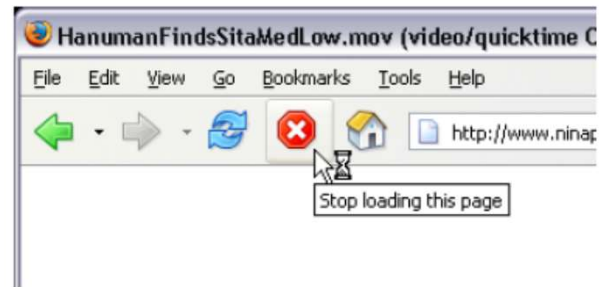 HanumanFindsSitaMedLow.mov (video/quicktime
File Edit View Go Bookmarks Tools Help
http://www.ninap
Stop loading this page